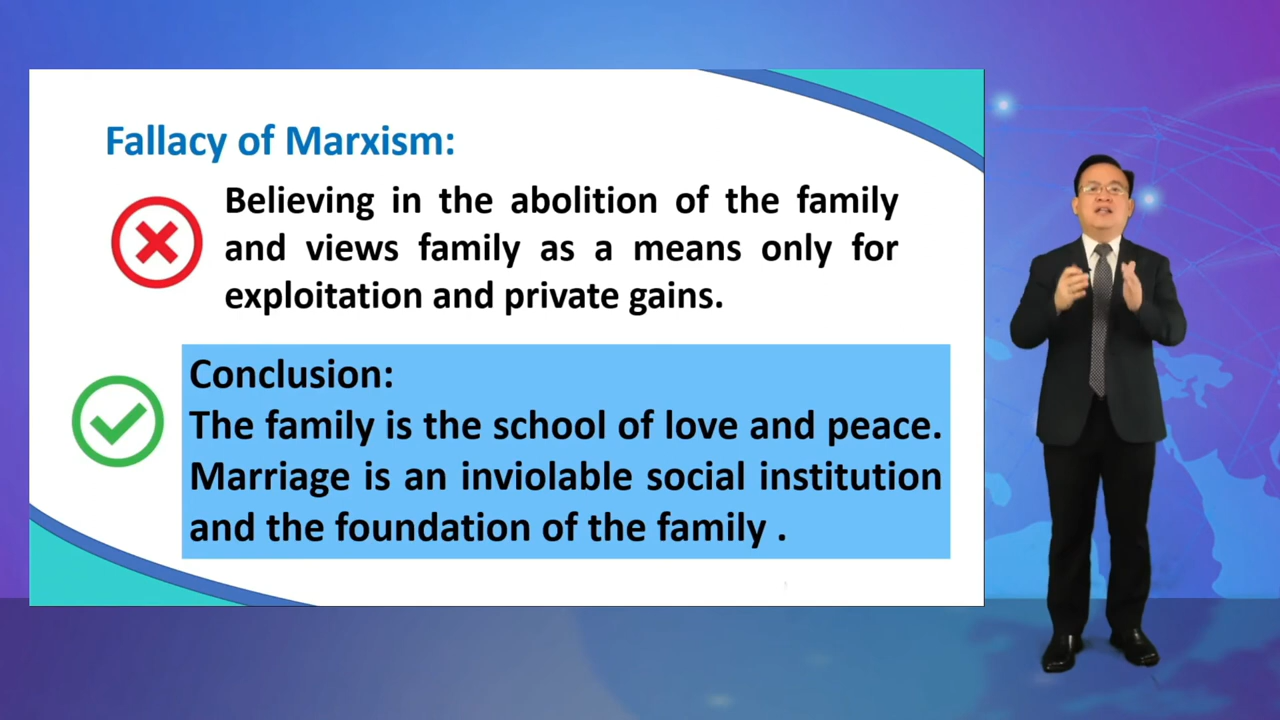 Fallacy of Marxism:
Believing in the abolition of the family
and views family as a means only for
exploitation and private gains.
Conclusion:
The family is the school of love and peace.
Marriage is an inviolable social institution
and the foundation of the family .